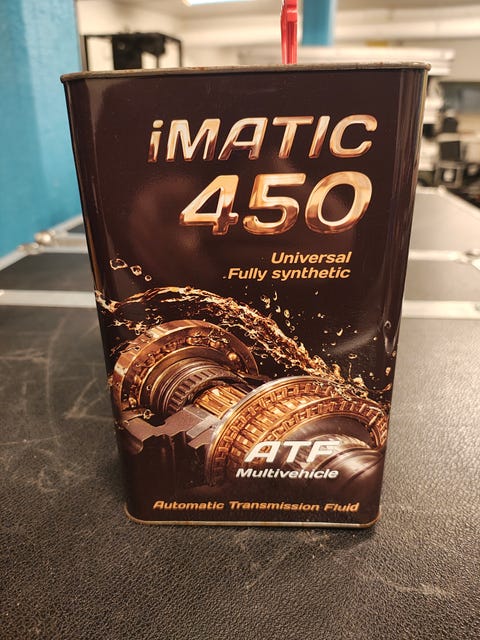 iMATIC
450
Universal
Fully synthetic
ATF
Multivehicle
Automatic Transmission Fluid